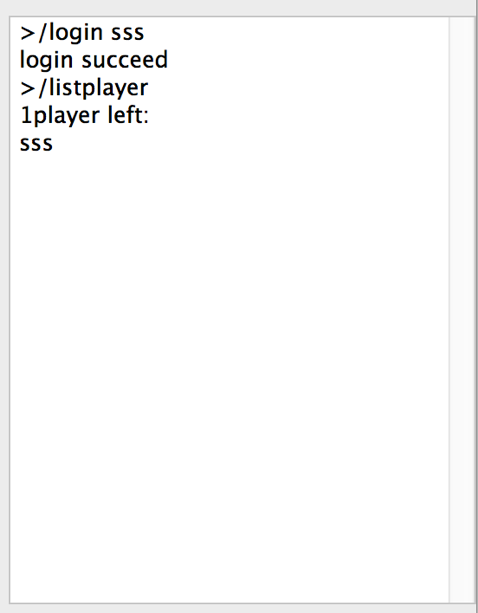 >/login sss
login succeed
>/listplayer
1player left:
sss